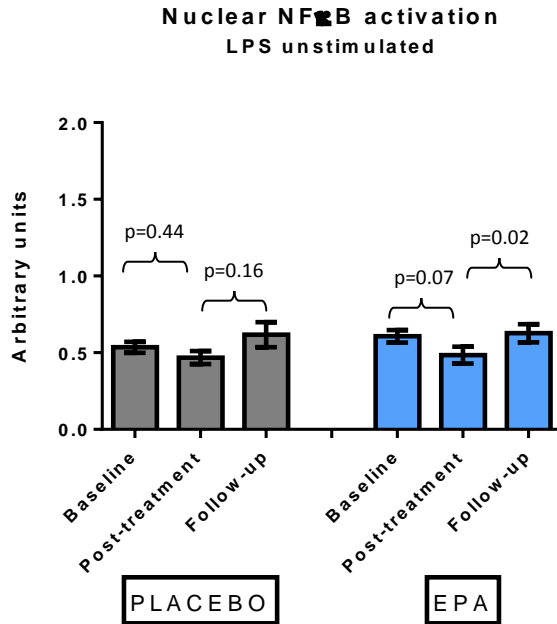 Nuclear NFκB activation
LPS unstimulated
Arbitrary units
2.0
1.5
1.0
0.5
0.0
p=0.44
p=0.16
p=0.07
p=0.02
Baseline
Post-treatment
Follow-up
Baseline
Post-treatment
Follow-up
PLACEBO
EPA